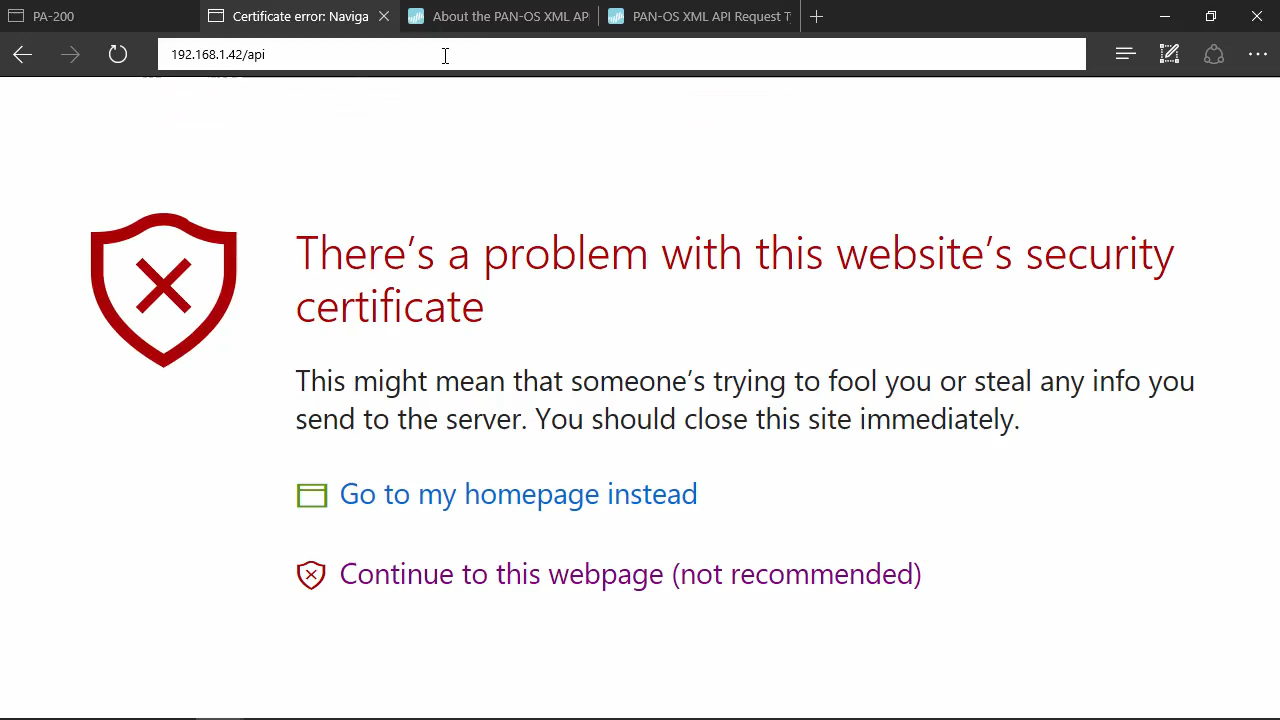 PA-200
Certificate error: Naviga
About the PAN-OS XML AP
PAN-OS XML API Request T
192.168.1.42/api
There's a problem with this website's security
certificate
This might mean that someone's trying to fool you or steal any info you
send to the server. You should close this site immediately.
Go to my homepage instead
Continue to this webpage (not recommended)